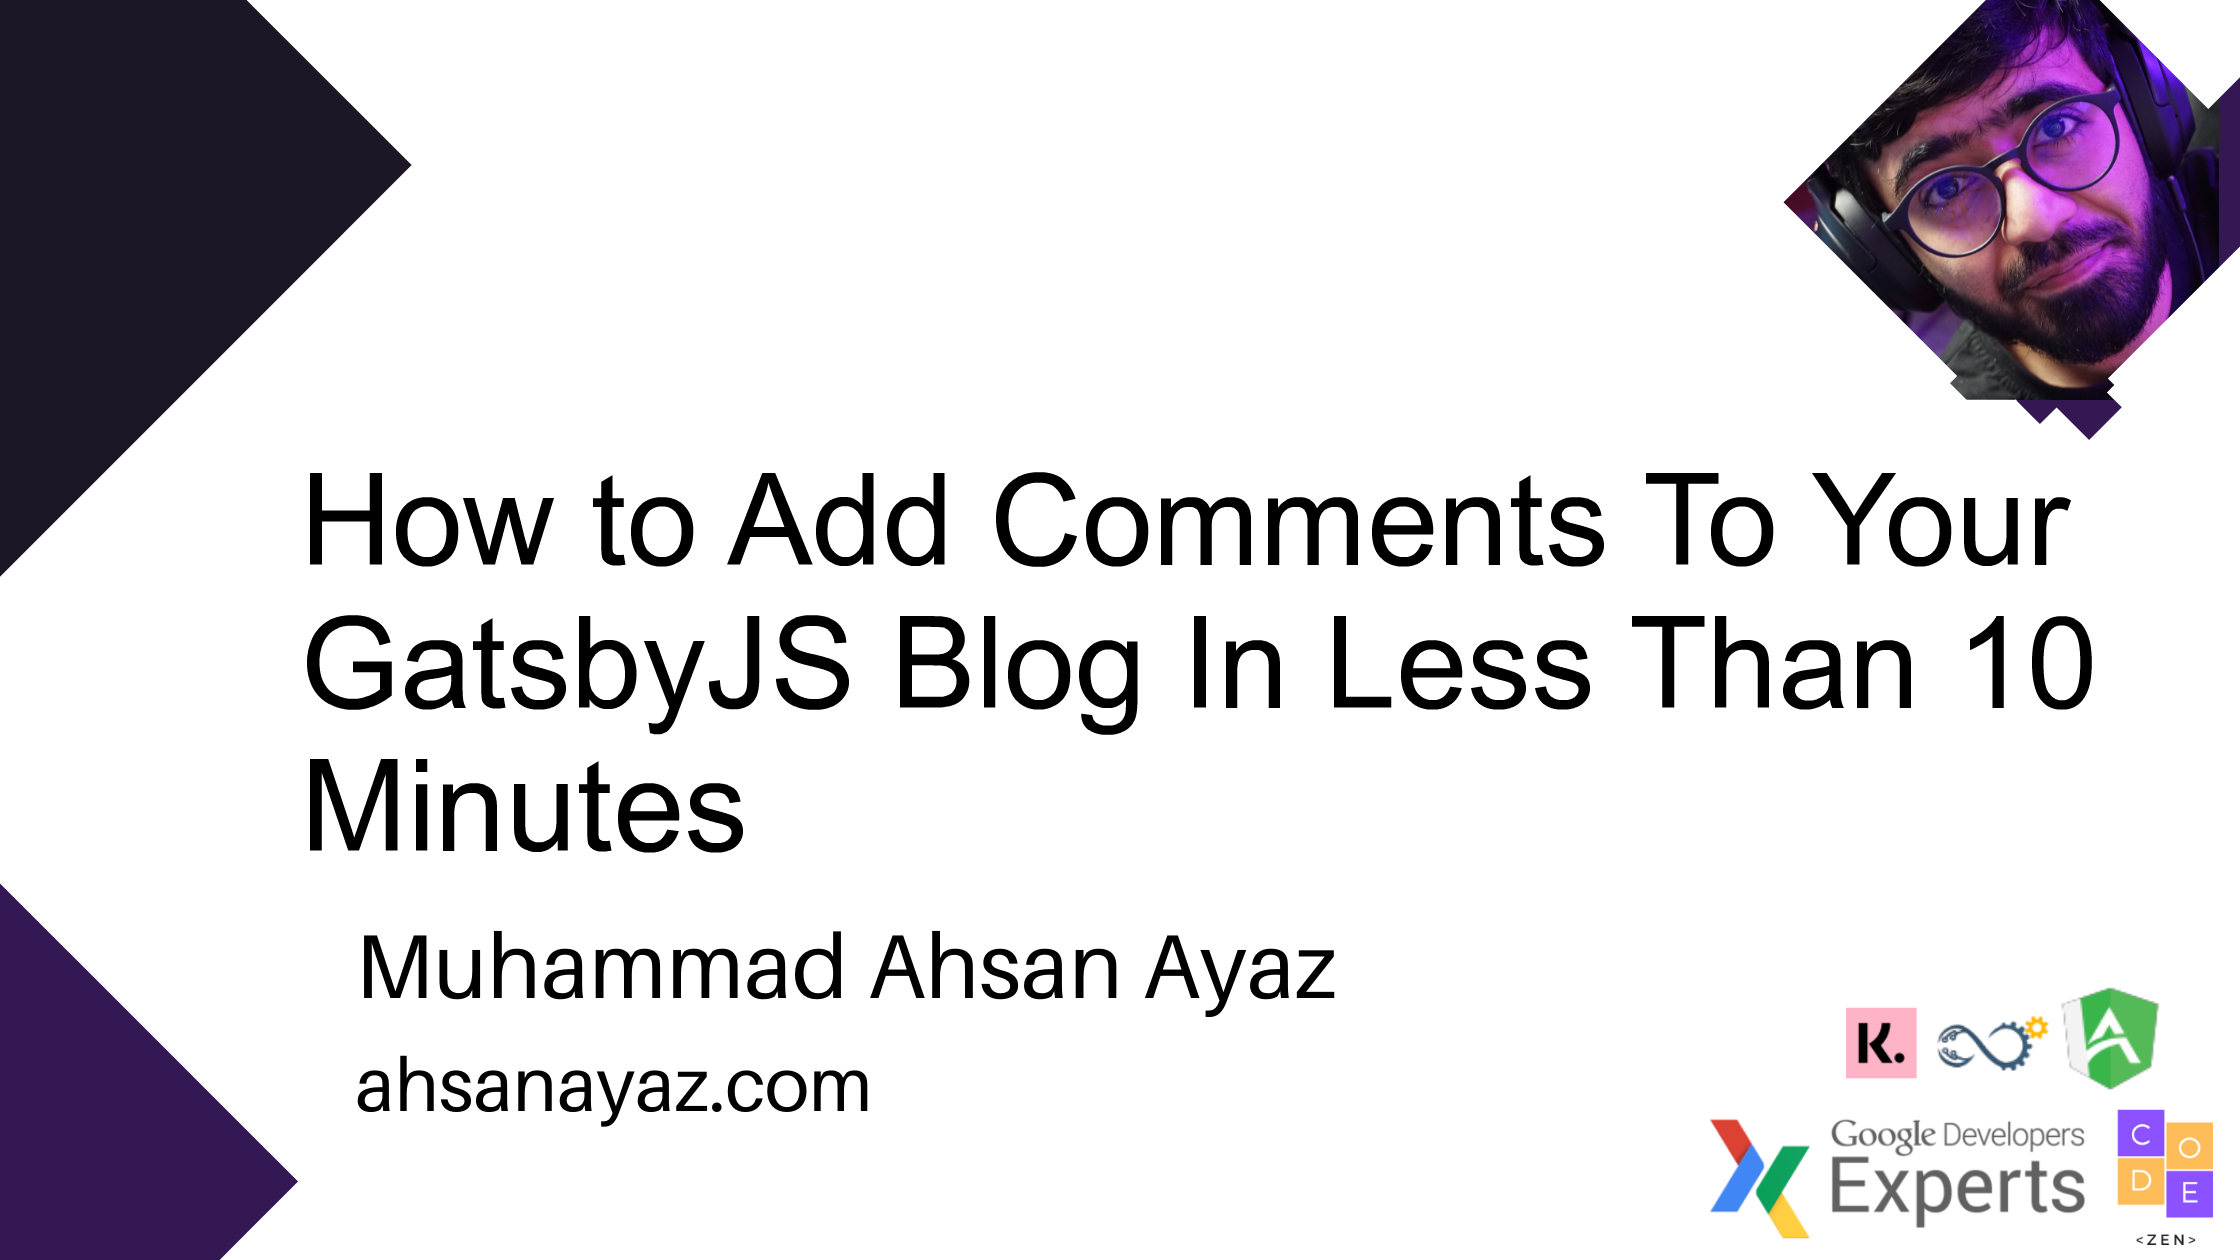 How to Add Comments To Your
GatsbyJS Blog In Less Than 10
Minutes
Muhammad Ahsan Ayaz
ahsanayaz.com
K.
Google Developers
Experts
C
O
D
E
<ZEN>